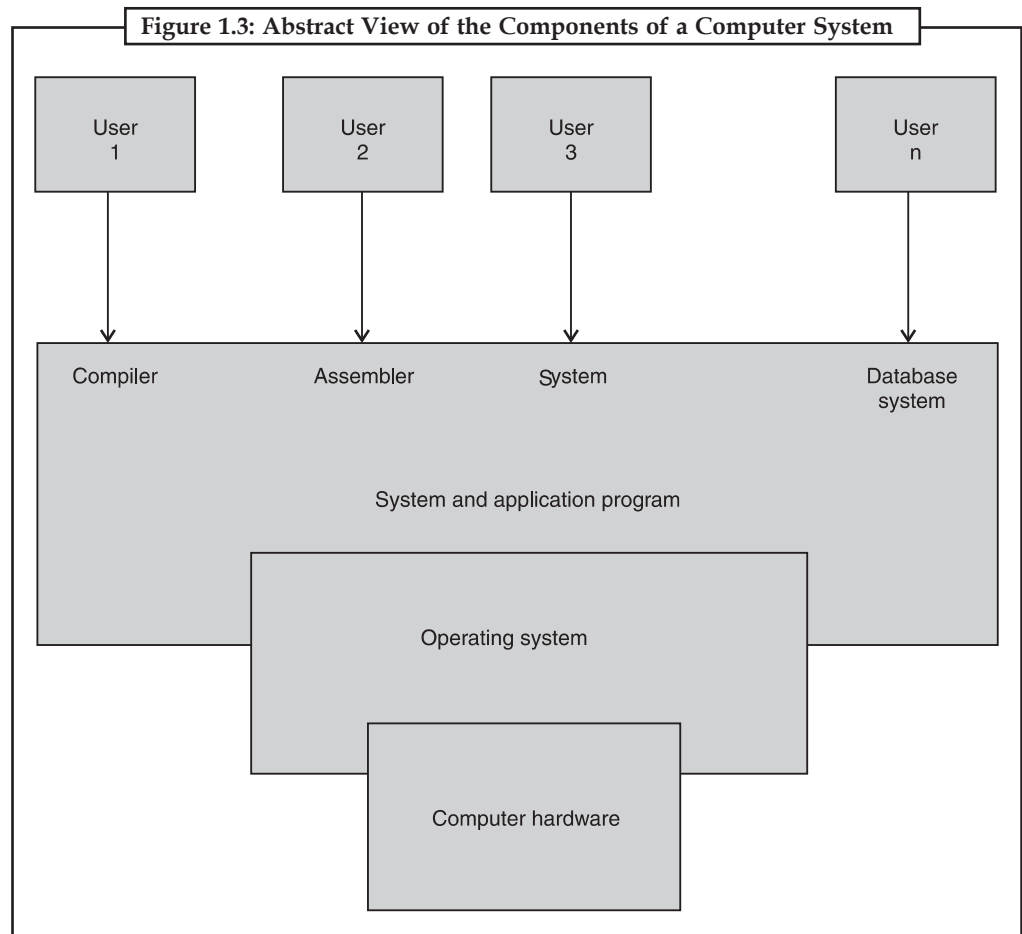 Figure 1.3: Abstract View of the Components of a Computer System
User
1
User
2
User
3
User
n
Compiler
Assembler
System
Database
system
System and application program
Operating system
Computer hardware